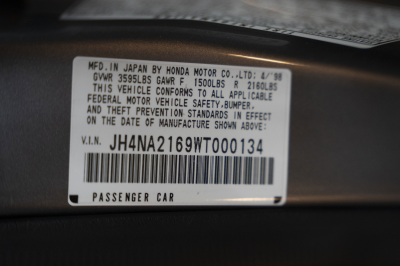 MFD. IN JAPAN BY HONDA MOTOR CO.,LTD. 4/'98
GVWR 3595LBS GAWR F 1500LBS R 2160LBS
THIS VEHICLE CONFORMS TO ALL APPLICABLE
FEDERAL MOTOR VEHICLE SAFETY,BUMPER,
AND THEFT PREVENTION STANDARDS IN EFFECT
ON THE DATE OF MANUFACTURE SHOWN ABOVE:
V.I.N. JH4NA2169WT000134
PASSENGER CAR